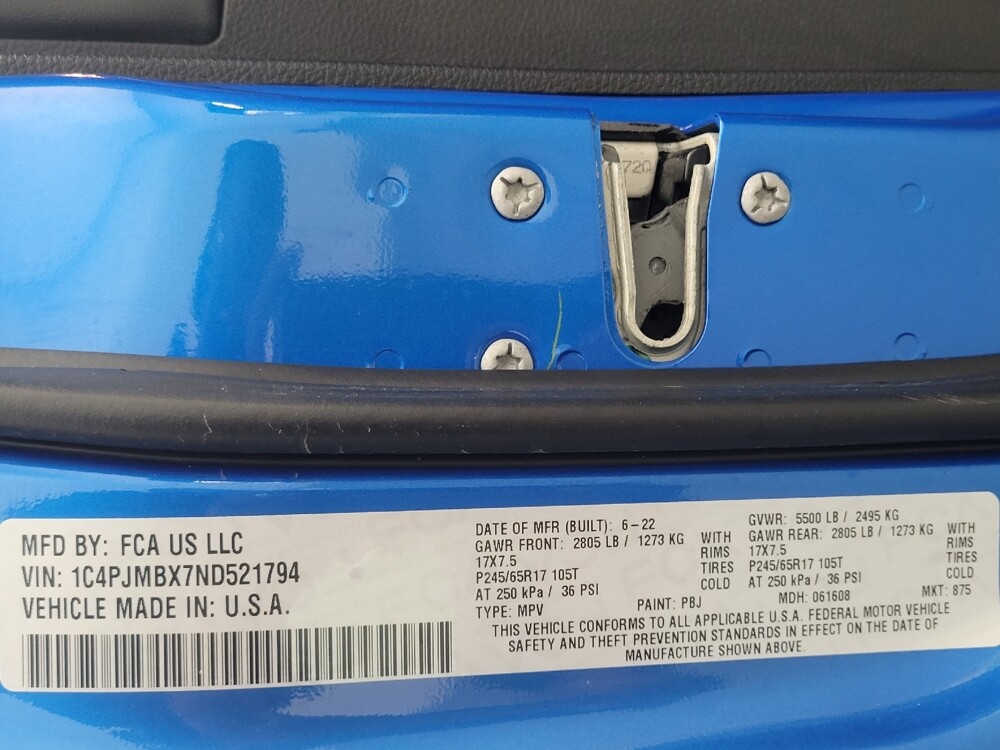 72Q
MFD BY: FCA US LLC
VIN: 1C4PJMBX7ND521794
VEHICLE MADE IN: U.S.A.
DATE OF MFR (BUILT): 6-22
GAWR FRONT: 2805 LB / 1273 KG WITH
17X7.5 RIMS
P245/65R17 105T TIRES
AT 250 kPa / 36 PSI COLD
TYPE: MPV
GVWR: 5500 LB / 2495 KG
GAWR REAR: 2805 LB / 1273 KG WITH
17X7.5 RIMS
P245/65R17 105T TIRES
AT 250 kPa / 36 PSI COLD
PAINT: PBJ MDH: 061608 MKT: 875
THIS VEHICLE CONFORMS TO ALL APPLICABLE U.S.A. FEDERAL MOTOR VEHICLE
SAFETY AND THEFT PREVENTION STANDARDS IN EFFECT ON THE DATE OF
MANUFACTURE SHOWN ABOVE.